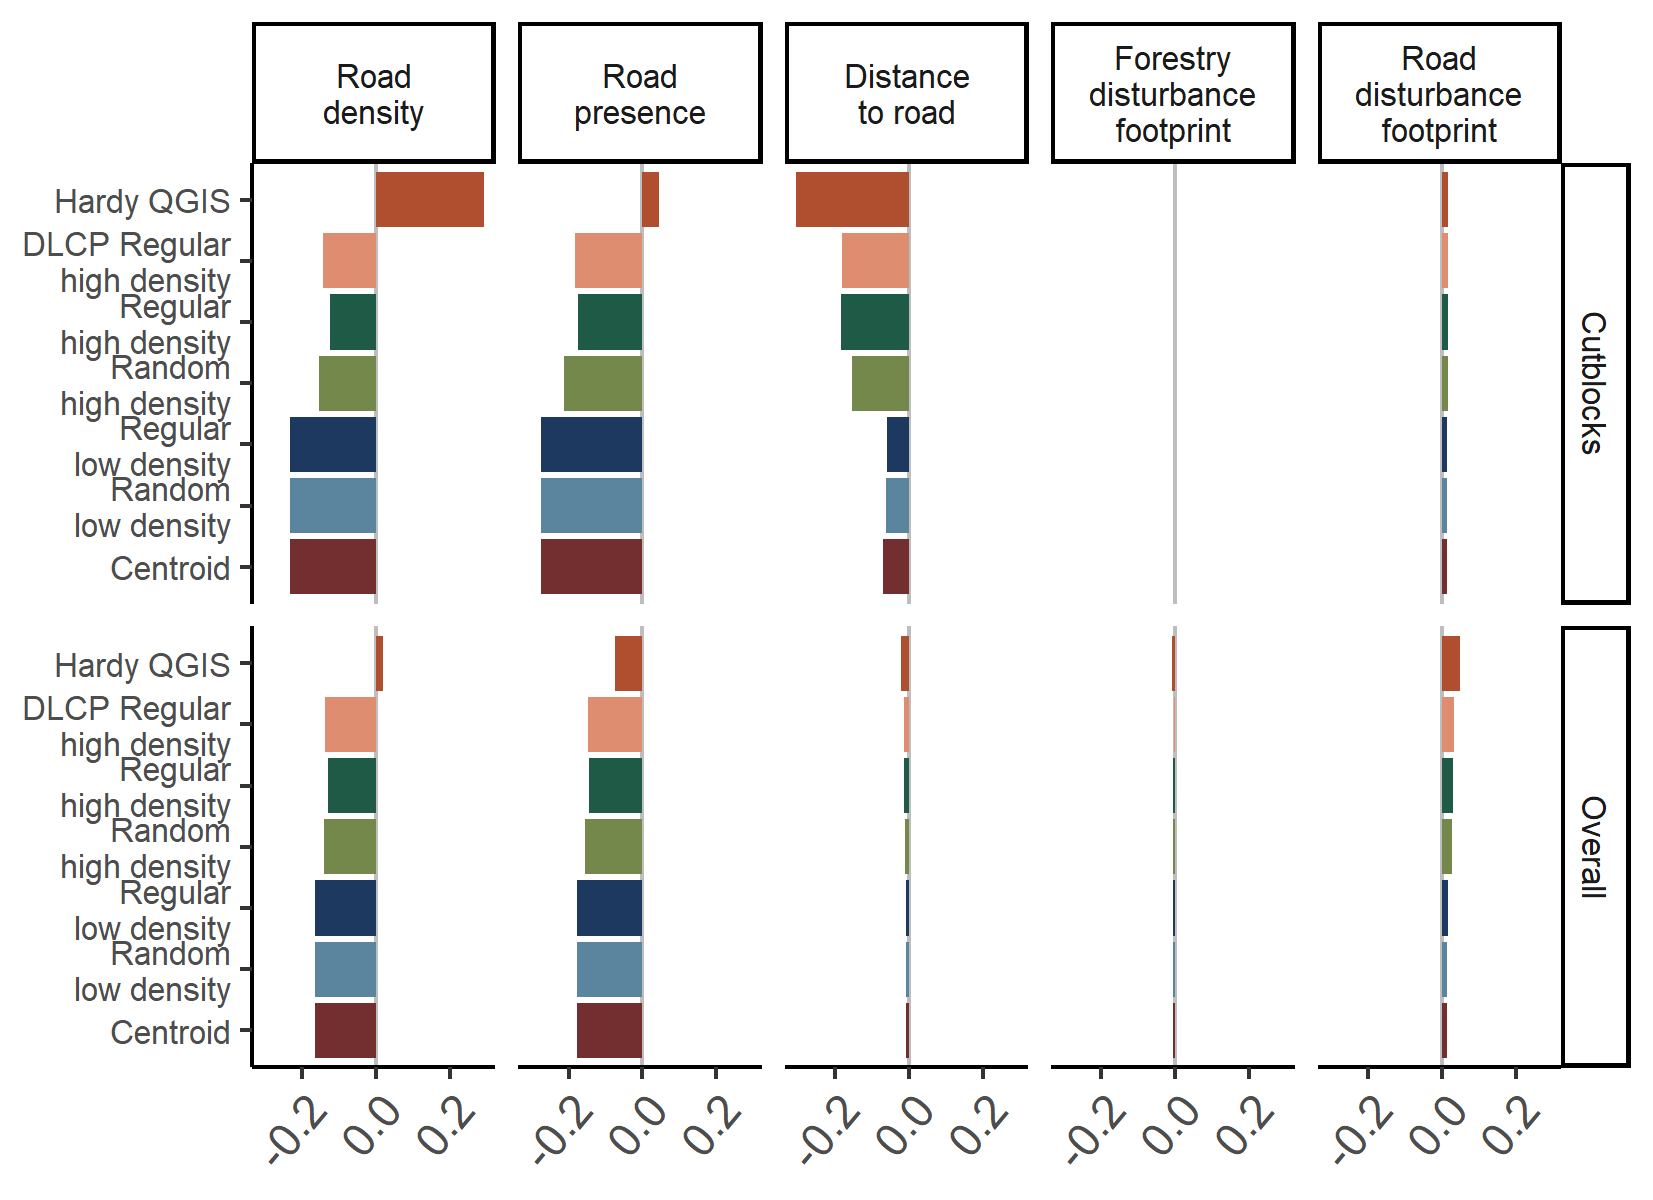 Road
density
Road
presence
Distance
to road
Forestry
disturbance
footprint
Road
disturbance
footprint
Hardy QGIS
DLCP Regular
high density
Regular
high density
Random
high density
Regular
low density
Random
low density
Centroid
Cutblocks
Hardy QGIS
DLCP Regular
high density
Regular
high density
Random
high density
Regular
low density
Random
low density
Centroid
Overall
-0.2 0.0 0.2 -0.2 0.0 0.2 -0.2 0.0 0.2 -0.2 0.0 0.2 -0.2 0.0 0.2